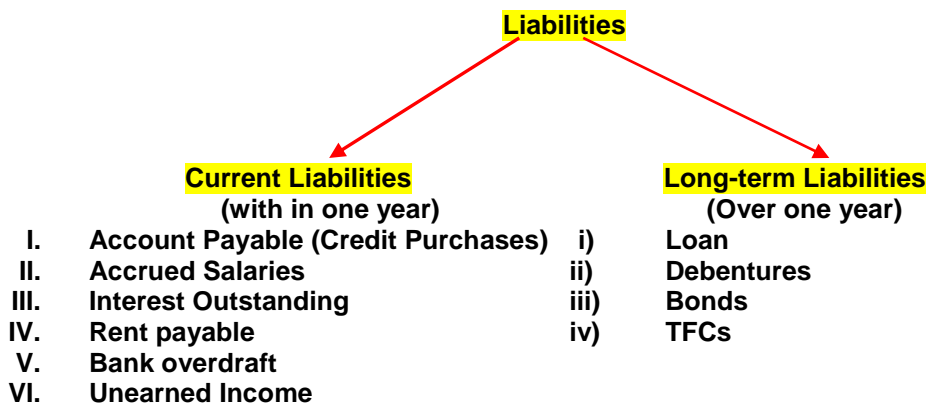 Liabilities
Current Liabilities
(with in one year)
I. Account Payable (Credit Purchases)
II. Accrued Salaries
III. Interest Outstanding
IV. Rent payable
V. Bank overdraft
VI. Unearned Income
Long-term Liabilities
(Over one year)
i) Loan
ii) Debentures
iii) Bonds
iv) TFCs